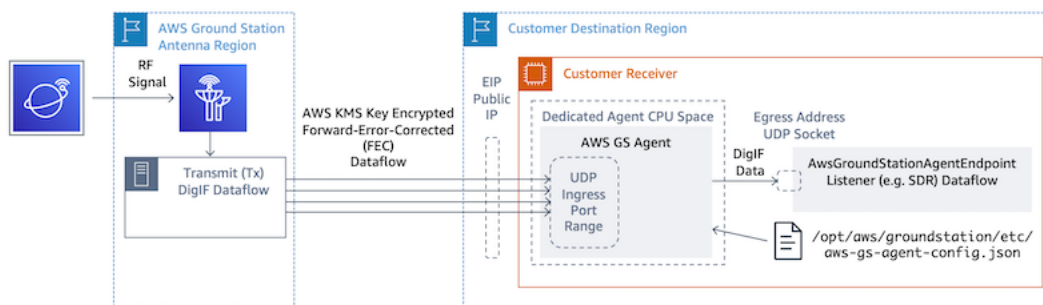 AWS Ground Station
Antenna Region
Customer Destination Region
RF
Signal
Customer Receiver
EIP
Public
IP
AWS KMS Key Encrypted
Forward-Error-Corrected
(FEC)
Dataflow
Dedicated Agent CPU Space
Egress Address
UDP Socket
AWS GS Agent
Transmit (Tx)
DigIF Dataflow
UDP
Ingress
Port
Range
DigIF
Data
AwsGroundStationAgentEndpoint
Listener (e.g. SDR) Dataflow
/opt/aws/groundstation/etc/
aws-gs-agent-config.json